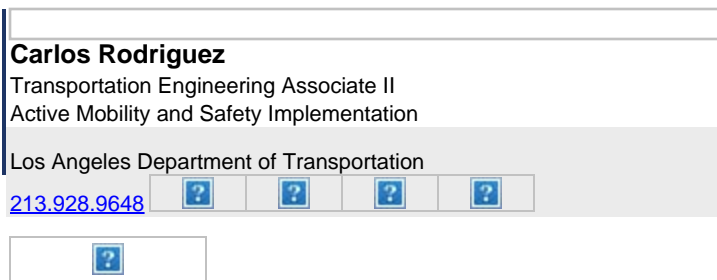 Carlos Rodriguez
Transportation Engineering Associate II
Active Mobility and Safety Implementation
Los Angeles Department of Transportation
213.928.9648